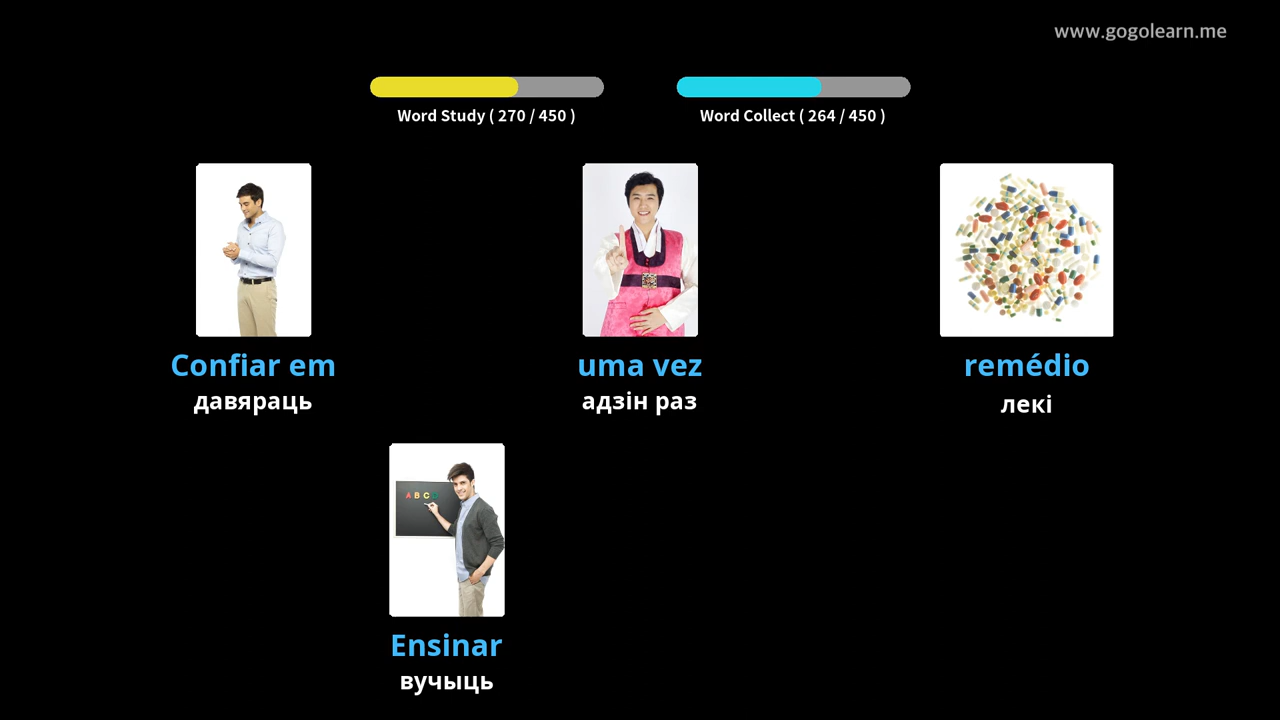 www.gogolearn.me
Word Study ( 270 / 450 )
Word Collect ( 264 / 450 )
Confiar em
давяраць
uma vez
адзін раз
remédio
лекі
A B C D
Ensinar
вучыць